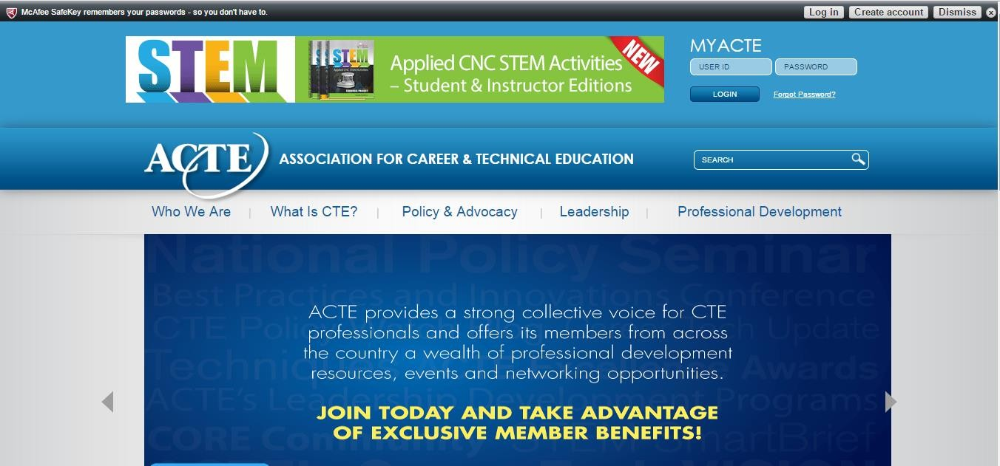 McAfee SafeKey remembers your passwords - so you don't have to.
Log in
Create account
Dismiss
STEM
STEM
Applied CNC STEM Activities
– Student & Instructor Editions
NEW
MYACTE
USER ID
PASSWORD
LOGIN
Forgot Password?
ACTE
ASSOCIATION FOR CAREER & TECHNICAL EDUCATION
SEARCH
Who We Are | What Is CTE? | Policy & Advocacy | Leadership | Professional Development
National Policy Seminar
Best Practices and Innovations Conference
CTE Policy Watch Blog Tech Update
Techniques Excellence Awards
ACTE's Leadership Development Programs
CORE Community STEM SmartBrief
ACTE provides a strong collective voice for CTE
professionals and offers its members from across
the country a wealth of professional development
resources, events and networking opportunities.
JOIN TODAY AND TAKE ADVANTAGE
OF EXCLUSIVE MEMBER BENEFITS!